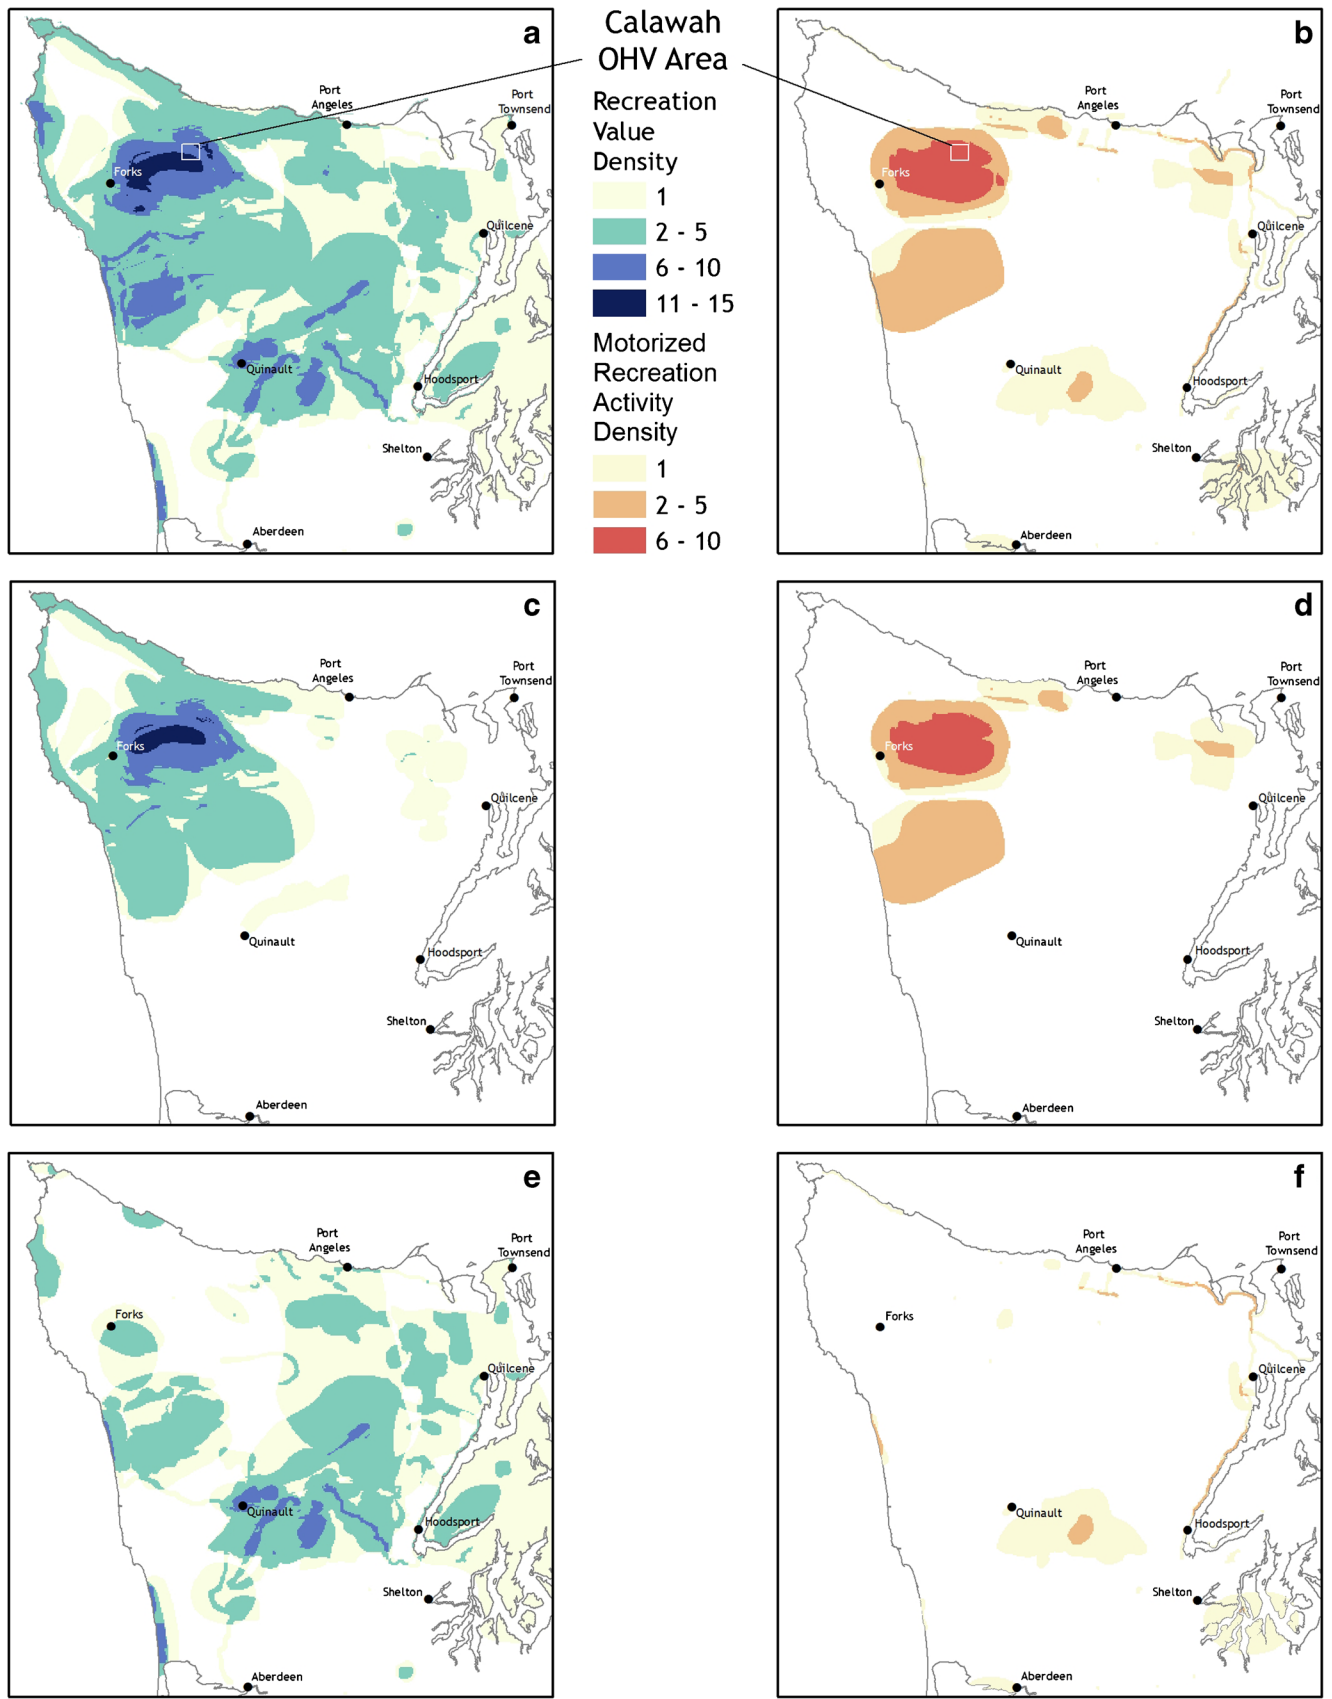 a
Port
Angeles
Port
Townsend
Forks
Quilcene
Quinault
Hoodsport
Shelton
Aberdeen
Calawah
OHV Area
Recreation
Value
Density
1
2 - 5
6 - 10
11 - 15
Motorized
Recreation
Activity
Density
1
2 - 5
6 - 10
b
Port
Angeles
Port
Townsend
Forks
Quilcene
Quinault
Hoodsport
Shelton
Aberdeen
c
Port
Angeles
Port
Townsend
Forks
Quilcene
Quinault
Hoodsport
Shelton
Aberdeen
d
Port
Angeles
Port
Townsend
Forks
Quilcene
Quinault
Hoodsport
Shelton
Aberdeen
e
Port
Angeles
Port
Townsend
Forks
Quilcene
Quinault
Hoodsport
Shelton
Aberdeen
f
Port
Angeles
Port
Townsend
Forks
Quilcene
Quinault
Hoodsport
Shelton
Aberdeen